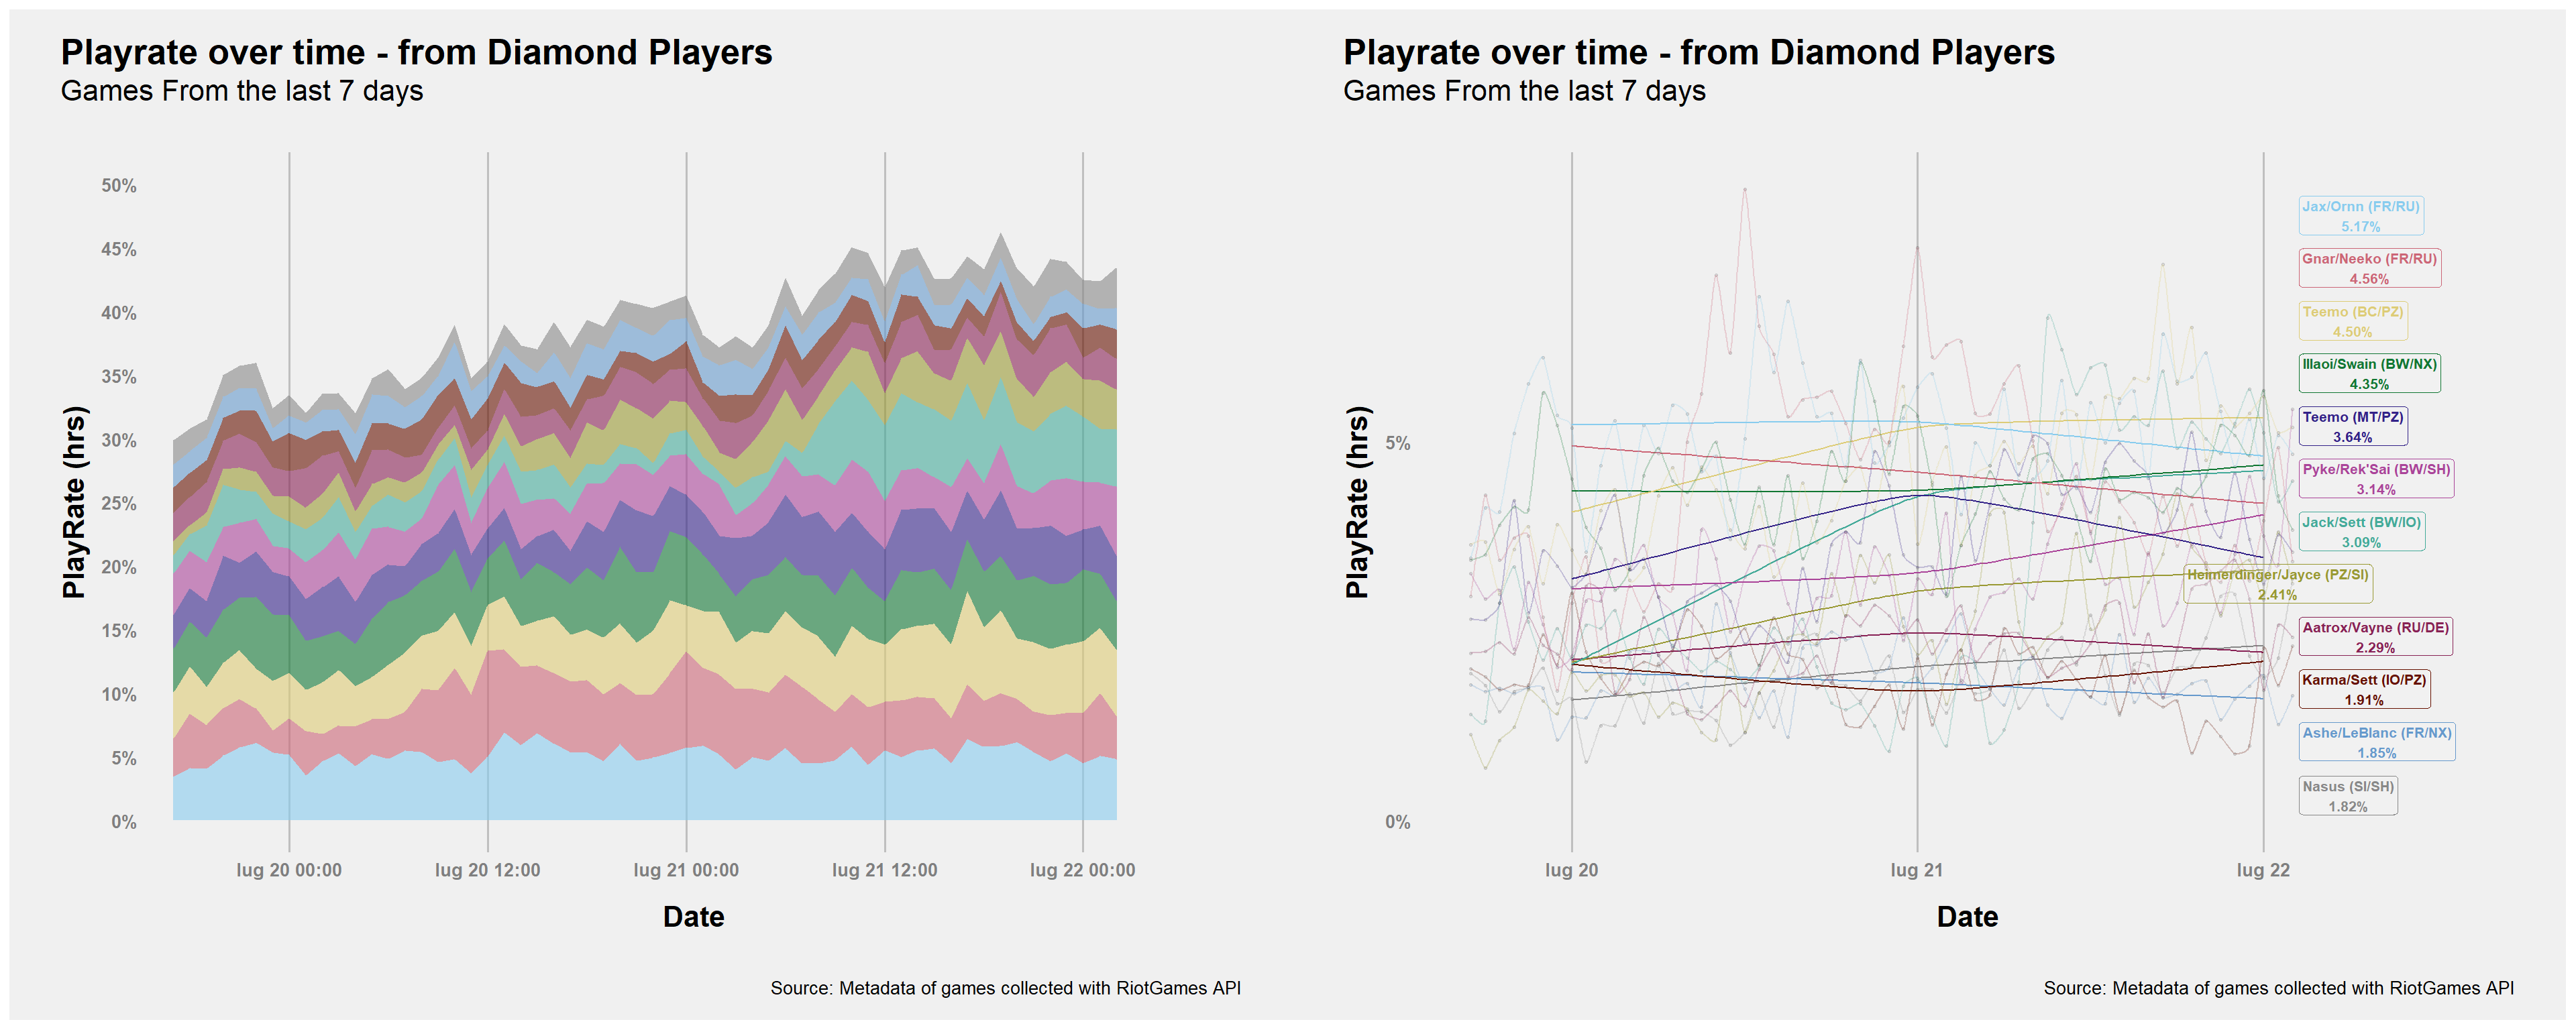 Playrate over time - from Diamond Players
Games From the last 7 days
PlayRate (hrs)
50%
45%
40%
35%
30%
25%
20%
15%
10%
5%
0%
lug 20 00:00
lug 20 12:00
lug 21 00:00
lug 21 12:00
lug 22 00:00
Date
Source: Metadata of games collected with RiotGames API
Playrate over time - from Diamond Players
Games From the last 7 days
PlayRate (hrs)
5%
0%
Jax/Ornn (FR/RU)
5.17%
Gnar/Neeko (FR/RU)
4.56%
Teemo (BC/PZ)
4.50%
Illaoi/Swain (BW/NX)
4.35%
Teemo (MT/PZ)
3.64%
Pyke/Rek'Sai (BW/SH)
3.14%
Jack/Sett (BW/IO)
3.09%
Heimerdinger/Jayce (PZ/SI)
2.41%
Aatrox/Vayne (RU/DE)
2.29%
Karma/Sett (IO/PZ)
1.91%
Ashe/LeBlanc (FR/NX)
1.85%
Nasus (SI/SH)
1.82%
lug 20
lug 21
lug 22
Date
Source: Metadata of games collected with RiotGames API